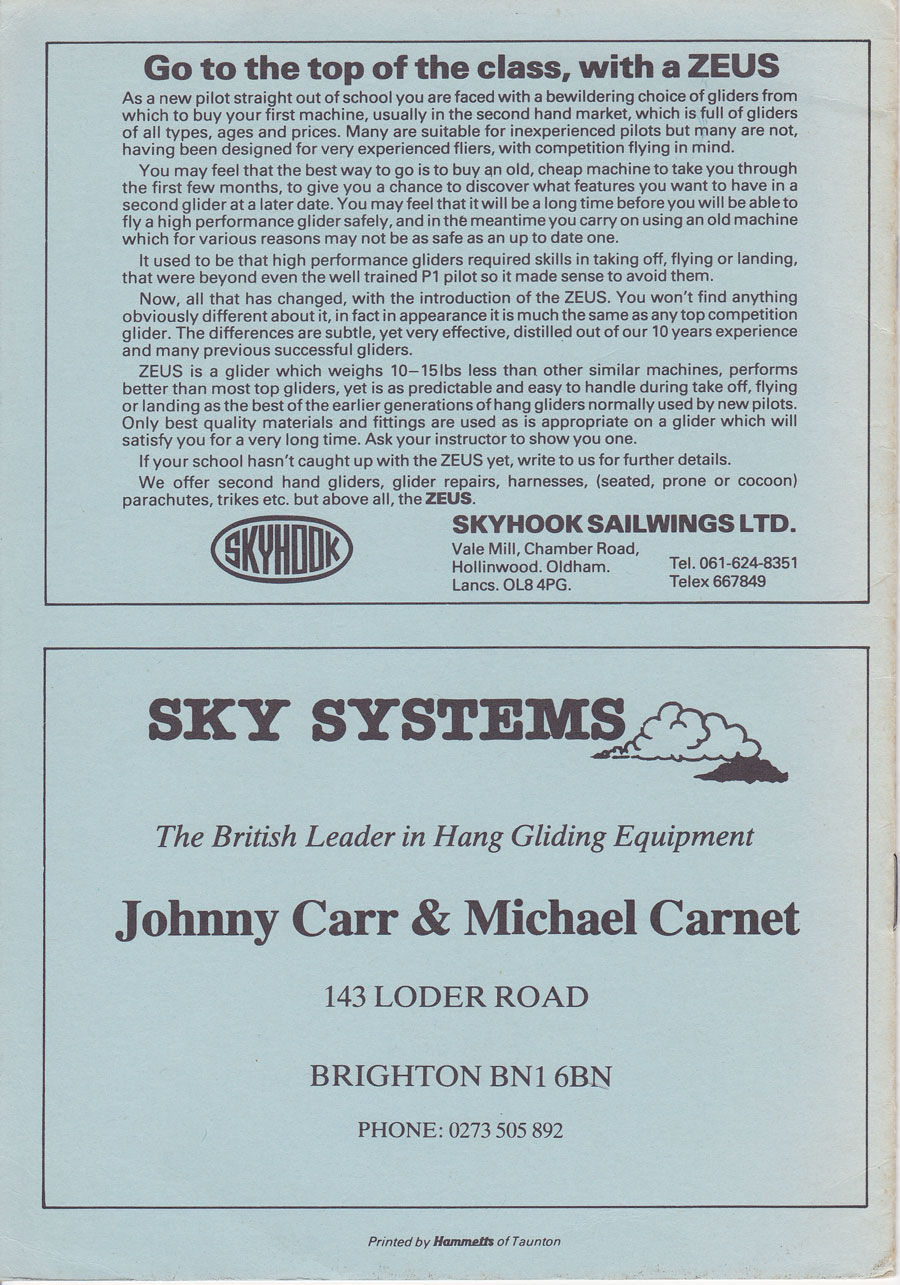 Go to the top of the class, with a ZEUS
As a new pilot straight out of school you are faced with a bewildering choice of gliders from
which to buy your first machine, usually in the second hand market, which is full of gliders
of all types, ages and prices. Many are suitable for inexperienced pilots but many are not,
having been designed for very experienced fliers, with competition flying in mind.
You may feel that the best way to go is to buy an old, cheap machine to take you through
the first few months, to give you a chance to discover what features you want to have in a
second glider at a later date. You may feel that it will be a long time before you will be able to
fly a high performance glider safely, and in the meantime you carry on using an old machine
which for various reasons may not be as safe as an up to date one.
It used to be that high performance gliders required skills in taking off, flying or landing,
that were beyond even the well trained P1 pilot so it made sense to avoid them.
Now, all that has changed, with the introduction of the ZEUS. You won't find anything
obviously different about it, in fact in appearance it is much the same as any top competition
glider. The differences are subtle, yet very effective, distilled out of our 10 years experience
and many previous successful gliders.
ZEUS is a glider which weighs 10–15lbs less than other similar machines, performs
better than most top gliders, yet is as predictable and easy to handle during take off, flying
or landing as the best of the earlier generations of hang gliders normally used by new pilots.
Only best quality materials and fittings are used as is appropriate on a glider which will
satisfy you for a very long time. Ask your instructor to show you one.
If your school hasn't caught up with the ZEUS yet, write to us for further details.
We offer second hand gliders, glider repairs, harnesses, (seated, prone or cocoon)
parachutes, trikes etc. but above all, the ZEUS.
SKYHOOK
SKYHOOK SAILWINGS LTD.
Vale Mill, Chamber Road,
Hollinwood. Oldham.
Lancs. OL8 4PG.
Tel. 061-624-8351
Telex 667849
SKY SYSTEMS
The British Leader in Hang Gliding Equipment
Johnny Carr & Michael Carnet
143 LODER ROAD
BRIGHTON BN1 6BN
PHONE: 0273 505 892
Printed by Hammetts of Taunton